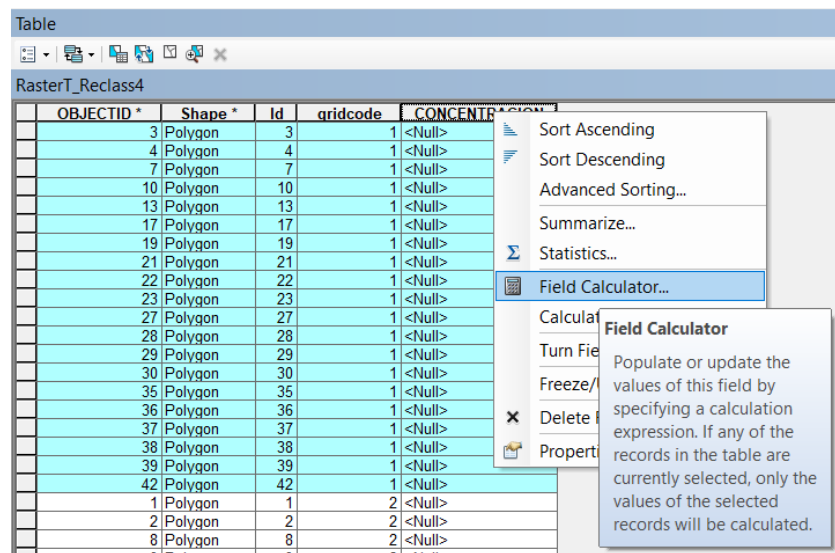 Table
RasterT_Reclass4
OBJECTID * Shape * Id gridcode CONCENTRACION
3 Polygon 3 1 <Null>
4 Polygon 4 1 <Null>
7 Polygon 7 1 <Null>
10 Polygon 10 1 <Null>
13 Polygon 13 1 <Null>
17 Polygon 17 1 <Null>
19 Polygon 19 1 <Null>
21 Polygon 21 1 <Null>
22 Polygon 22 1 <Null>
23 Polygon 23 1 <Null>
27 Polygon 27 1 <Null>
28 Polygon 28 1 <Null>
29 Polygon 29 1 <Null>
30 Polygon 30 1 <Null>
35 Polygon 35 1 <Null>
36 Polygon 36 1 <Null>
37 Polygon 37 1 <Null>
38 Polygon 38 1 <Null>
39 Polygon 39 1 <Null>
42 Polygon 42 1 <Null>
1 Polygon 1 2 <Null>
2 Polygon 2 2 <Null>
8 Polygon 8 2 <Null>
Sort Ascending
Sort Descending
Advanced Sorting...
Summarize...
Σ Statistics...
Field Calculator...
Calculat
Turn Fie
Freeze/
Delete
Properti
Field Calculator
Populate or update the
values of this field by
specifying a calculation
expression. If any of the
records in the table are
currently selected, only the
values of the selected
records will be calculated.